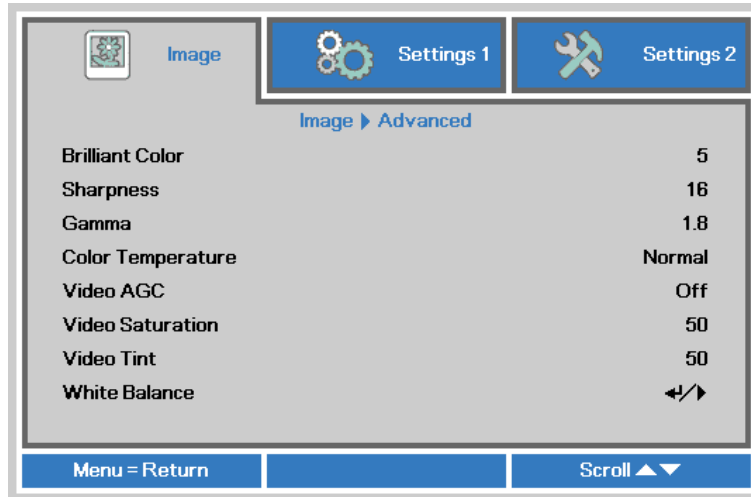 Image Settings 1 Settings 2
Image ▶ Advanced
Brilliant Color 5
Sharpness 16
Gamma 1.8
Color Temperature Normal
Video AGC Off
Video Saturation 50
Video Tint 50
White Balance ↵/▶
Menu = Return Scroll ▲▼